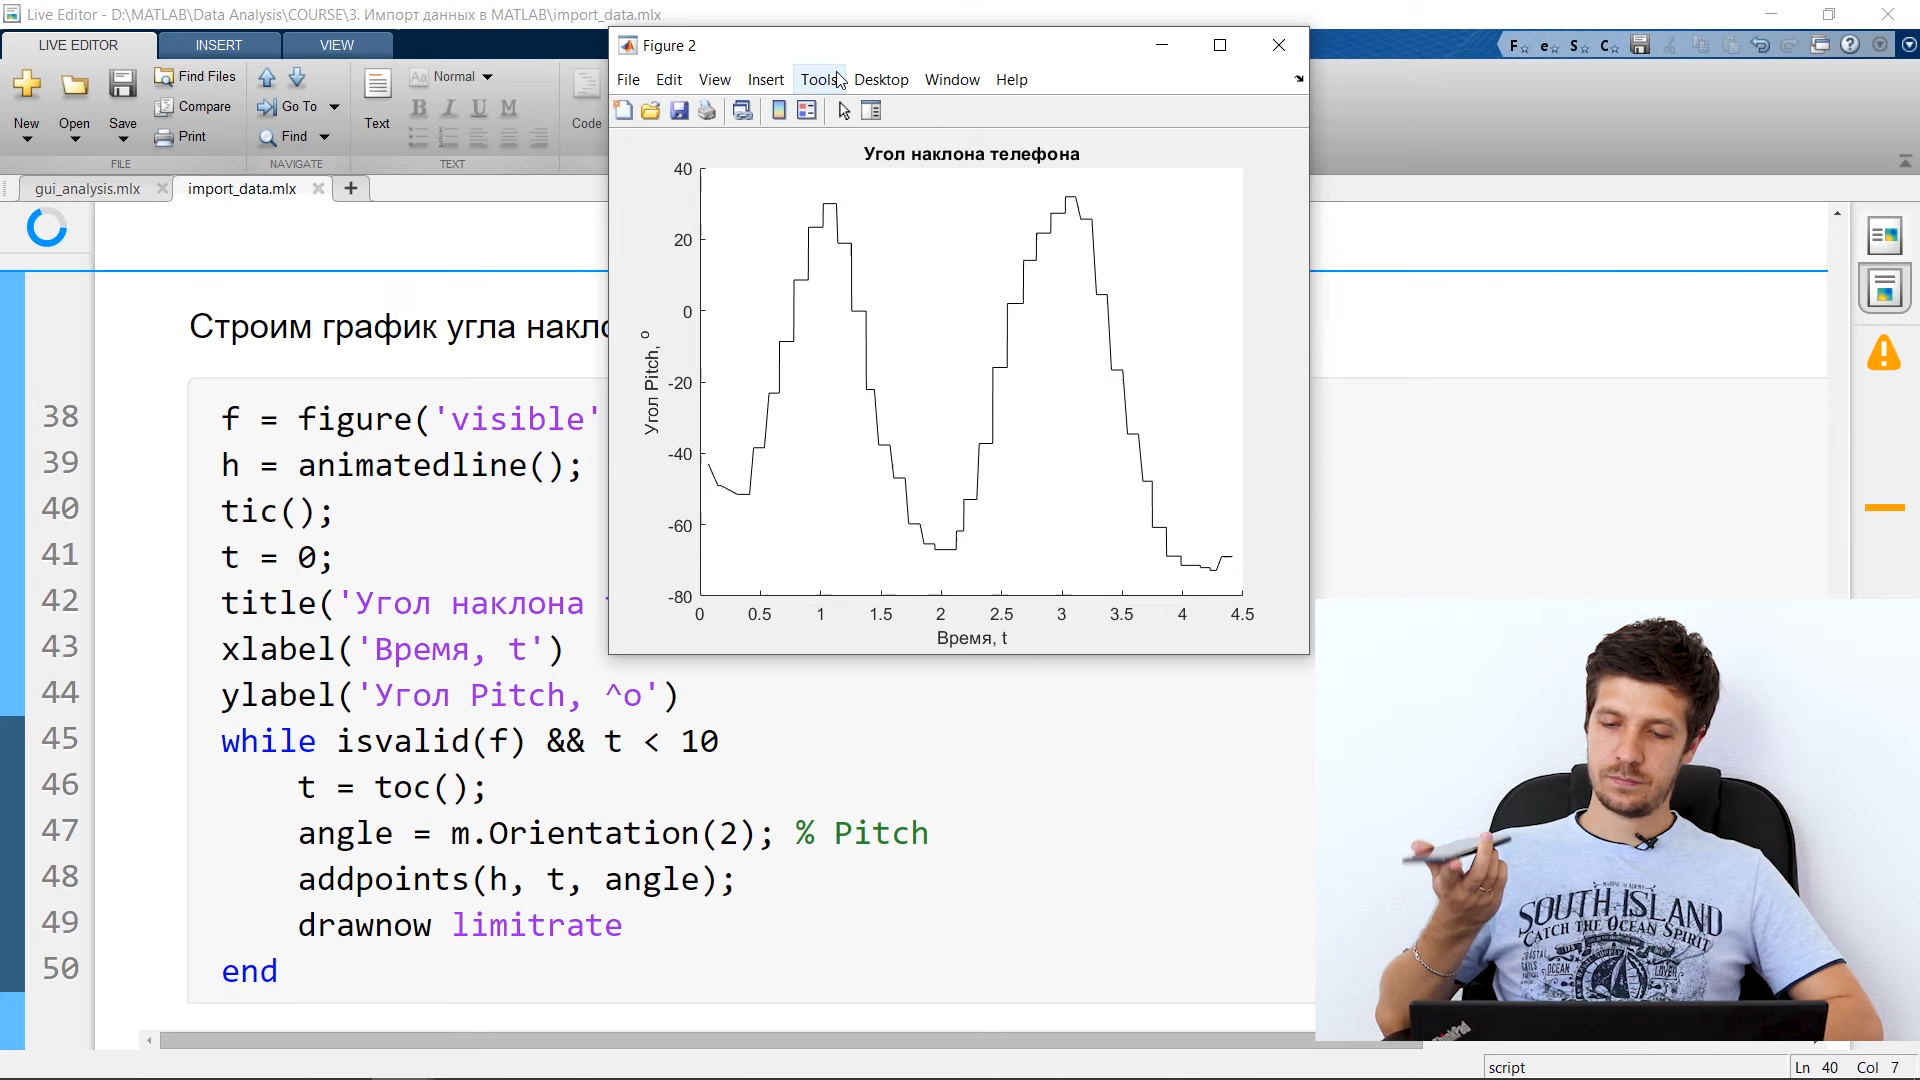 Live Editor - D:\MATLAB\Data Analysis\COURSE\3. Импорт данных в MATLAB\import_data.mlx
LIVE EDITOR
INSERT
VIEW
New
Open
Save
Find Files
Compare
Print
FILE
Go To
Find
NAVIGATE
Text
Aa Normal
B I U M
TEXT
Code
gui_analysis.mlx
import_data.mlx
Figure 2
File Edit View Insert Tools Desktop Window Help
Угол наклона телефона
40
20
0
-20
-40
-60
-80
Угол Pitch, o
0 0.5 1 1.5 2 2.5 3 3.5 4 4.5
Время, t
Строим график угла накло
38 f = figure('visible'
39 h = animatedline();
40 tic();
41 t = 0;
42 title('Угол наклона
43 xlabel('Время, t')
44 ylabel('Угол Pitch, ^o')
45 while isvalid(f) && t < 10
46 t = toc();
47 angle = m.Orientation(2); % Pitch
48 addpoints(h, t, angle);
49 drawnow limitrate
50 end
SOUTH ISLAND
CATCH THE OCEAN SPIRIT
OCEAN
LOVER
ThinkPad
script
Ln 40 Col 7